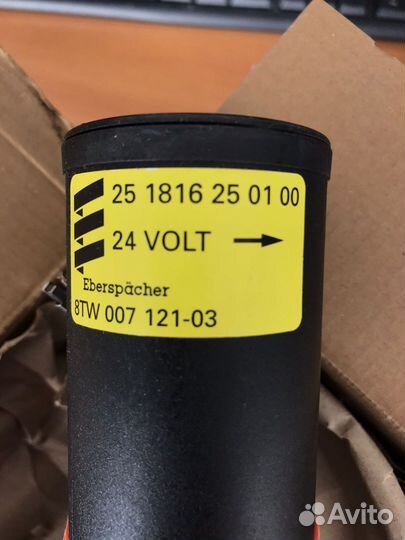 25 1816 25 01 00
24 VOLT →
Eberspächer
8TW 007 121-03
Avito